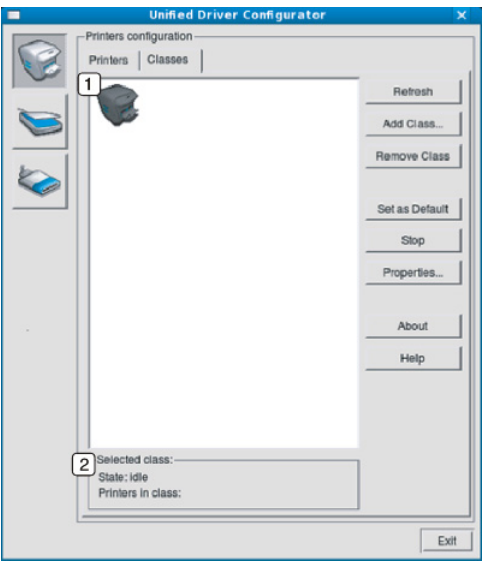 Unified Driver Configurator
Printers configuration
Printers
Classes
1
Refresh
Add Class...
Remove Class
Set as Default
Stop
Properties...
About
Help
2
Selected class:
State: idle
Printers in class:
Exit